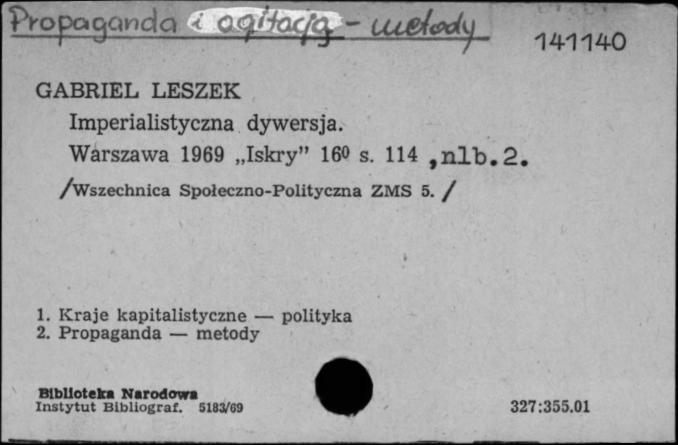 Propaganda i agitacja - metody
141140
GABRIEL LESZEK
Imperialistyczna dywersja.
Warszawa 1969 „Iskry” 16⁰ s. 114 ,nlb.2.
/Wszechnica Społeczno-Polityczna ZMS 5. /
1. Kraje kapitalistyczne — polityka
2. Propaganda — metody
Biblioteka Narodowa
Instytut Bibliograf. 5183/69
327:355.01